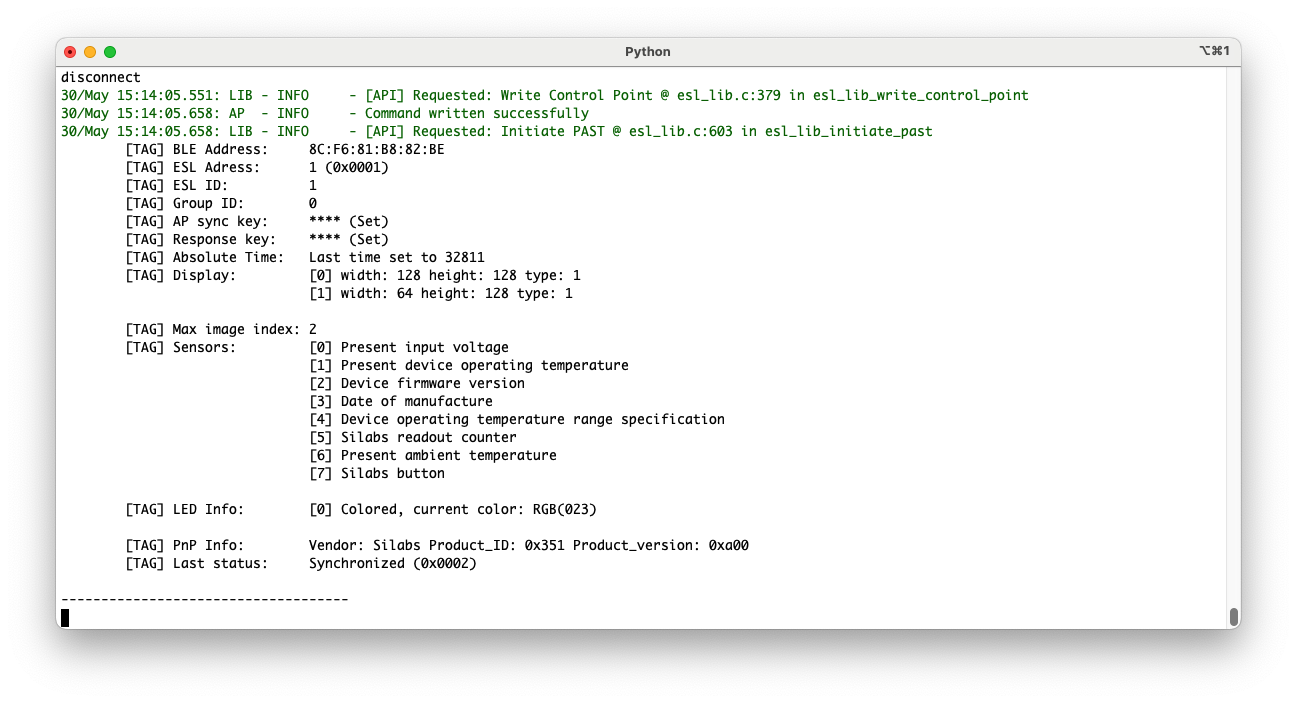 Python
⌥⌘1
disconnect
30/May 15:14:05.551: LIB - INFO     - [API] Requested: Write Control Point @ esl_lib.c:379 in esl_lib_write_control_point
30/May 15:14:05.658: AP  - INFO     - Command written successfully
30/May 15:14:05.658: LIB - INFO     - [API] Requested: Initiate PAST @ esl_lib.c:603 in esl_lib_initiate_past
[TAG] BLE Address:     8C:F6:81:B8:82:BE
[TAG] ESL Adress:      1 (0x0001)
[TAG] ESL ID:          1
[TAG] Group ID:        0
[TAG] AP sync key:     **** (Set)
[TAG] Response key:    **** (Set)
[TAG] Absolute Time:   Last time set to 32811
[TAG] Display:         [0] width: 128 height: 128 type: 1
[1] width: 64 height: 128 type: 1
[TAG] Max image index: 2
[TAG] Sensors:         [0] Present input voltage
[1] Present device operating temperature
[2] Device firmware version
[3] Date of manufacture
[4] Device operating temperature range specification
[5] Silabs readout counter
[6] Present ambient temperature
[7] Silabs button
[TAG] LED Info:        [0] Colored, current color: RGB(023)
[TAG] PnP Info:        Vendor: Silabs Product_ID: 0x351 Product_version: 0xa00
[TAG] Last status:     Synchronized (0x0002)
------------------------------------